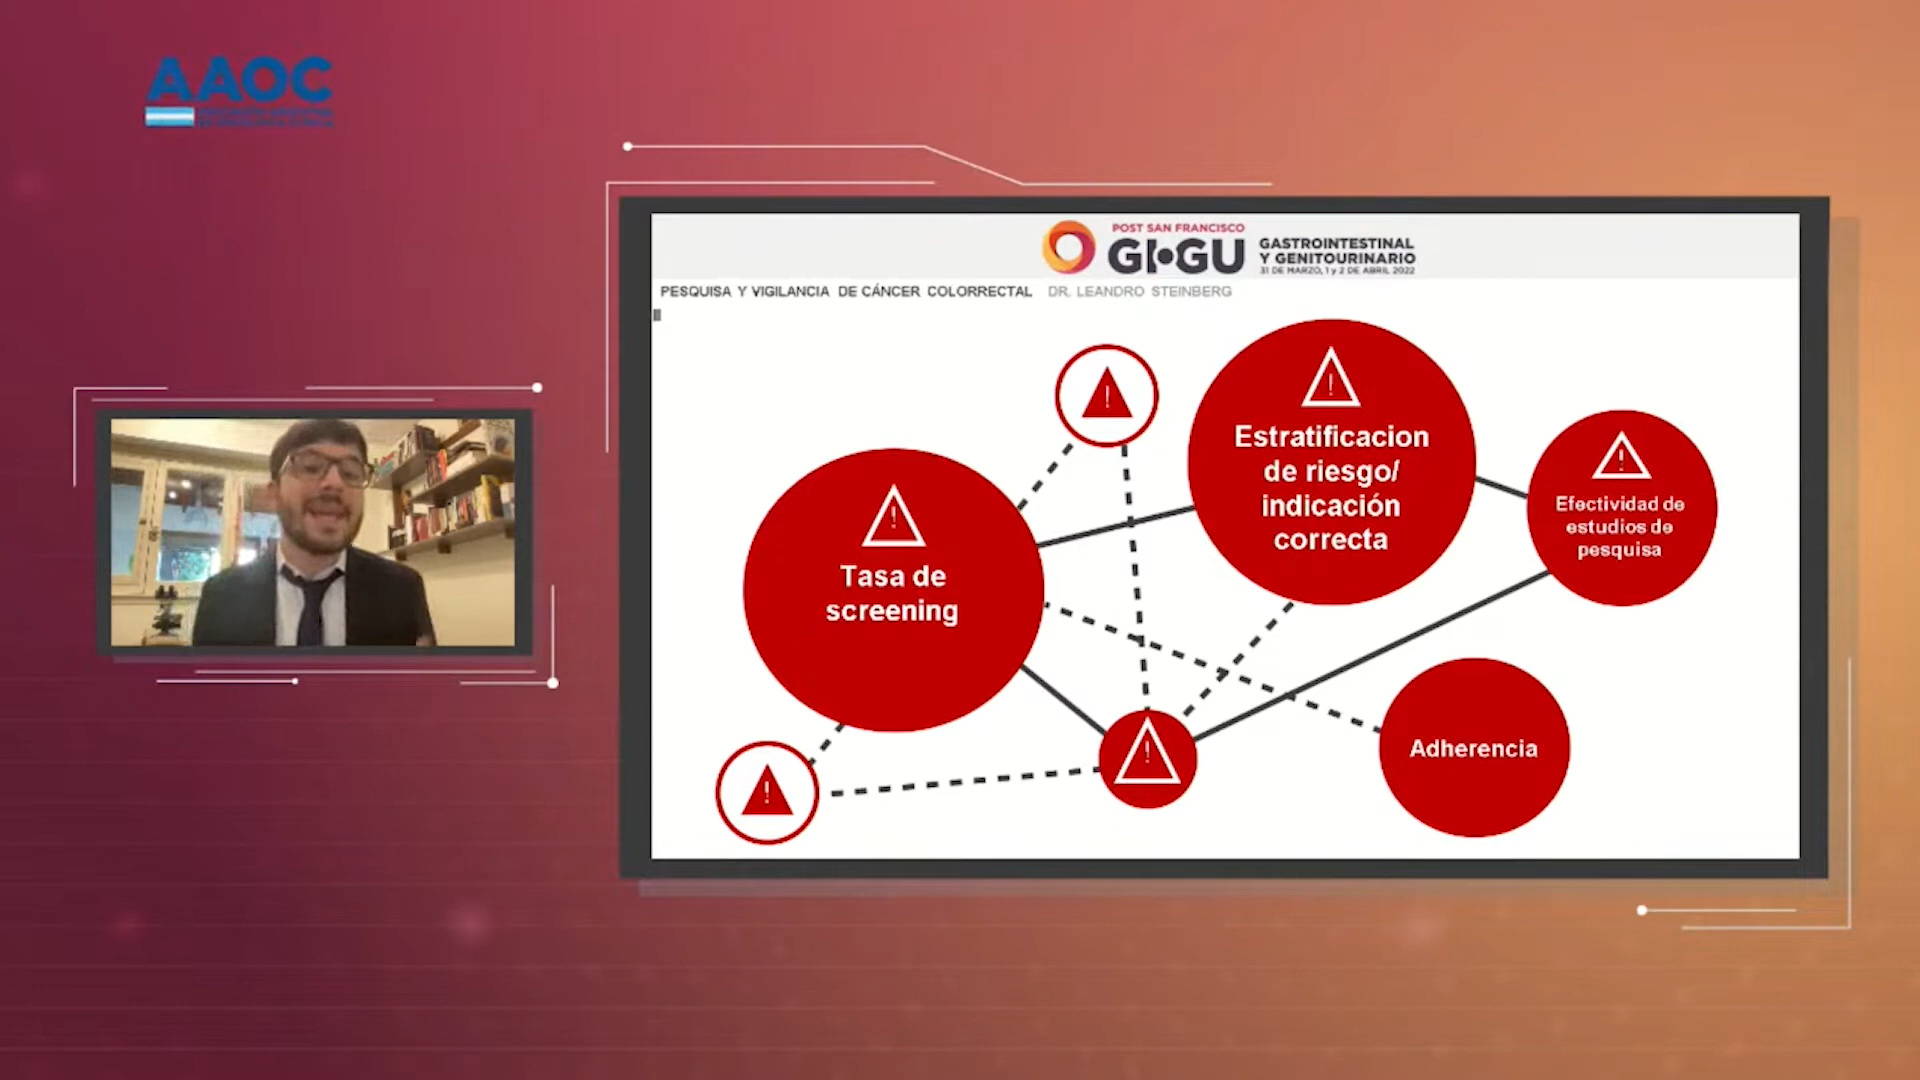 AAOC
POST SAN FRANCISCO
GI•GU
GASTROINTESTINAL
Y GENITOURINARIO
31 DE MARZO, 1 y 2 DE ABRIL 2022
PESQUISA Y VIGILANCIA DE CÁNCER COLORRECTAL DR. LEANDRO STEINBERG
!
!
Estratificacion
de riesgo/
indicación
correcta
!
Efectividad de
estudios de
pesquisa
!
Tasa de
screening
!
!
Adherencia